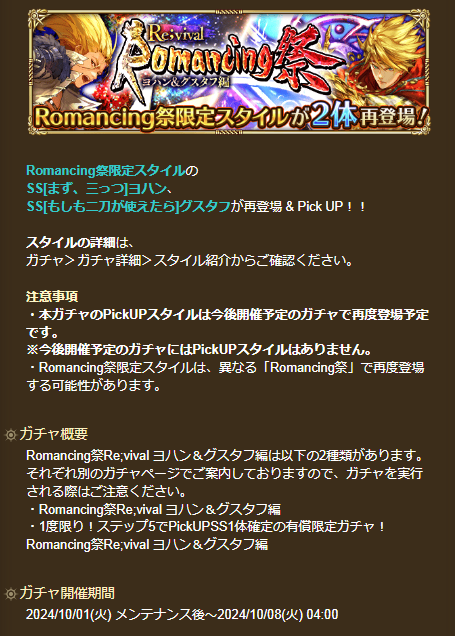 Re;vival
Romancing祭
ヨハン&グスタフ編
Romancing祭限定スタイルが2体再登場!
Romancing祭限定スタイルの
SS[まず、三っつ]ヨハン、
SS[もしも二刀が使えたら]グスタフが再登場 & Pick UP！！
スタイルの詳細は、
ガチャ＞ガチャ詳細＞スタイル紹介からご確認ください。
注意事項
・本ガチャのPickUPスタイルは今後開催予定のガチャで再度登場予定
です。
※今後開催予定のガチャにはPickUPスタイルはありません。
・Romancing祭限定スタイルは、異なる「Romancing祭」で再度登場
する可能性があります。
ガチャ概要
Romancing祭Re;vival ヨハン＆グスタフ編は以下の2種類があります。
それぞれ別のガチャページでご案内しておりますので、ガチャを実行
される際はご注意ください。
・Romancing祭Re;vival ヨハン＆グスタフ編
・1度限り！ステップ5でPickUPSS1体確定の有償限定ガチャ！
Romancing祭Re;vival ヨハン＆グスタフ編
ガチャ開催期間
2024/10/01(火) メンテナンス後～2024/10/08(火) 04:00